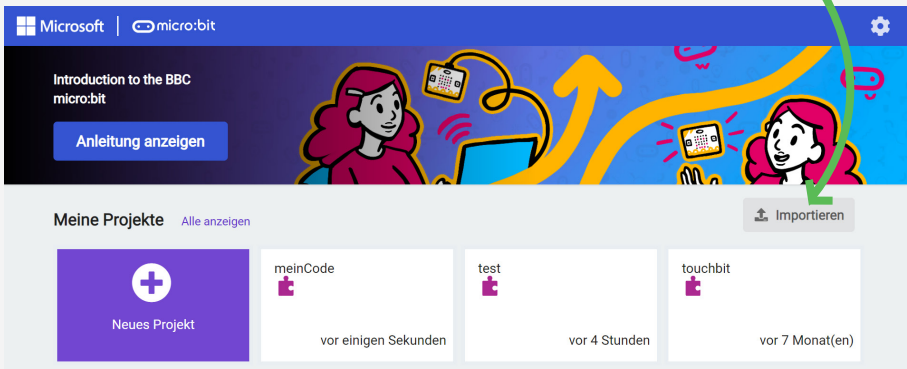 Microsoft micro:bit
Introduction to the BBC
micro:bit
Anleitung anzeigen
Meine Projekte Alle anzeigen
Importieren
Neues Projekt
meinCode
vor einigen Sekunden
test
vor 4 Stunden
touchbit
vor 7 Monat(en)